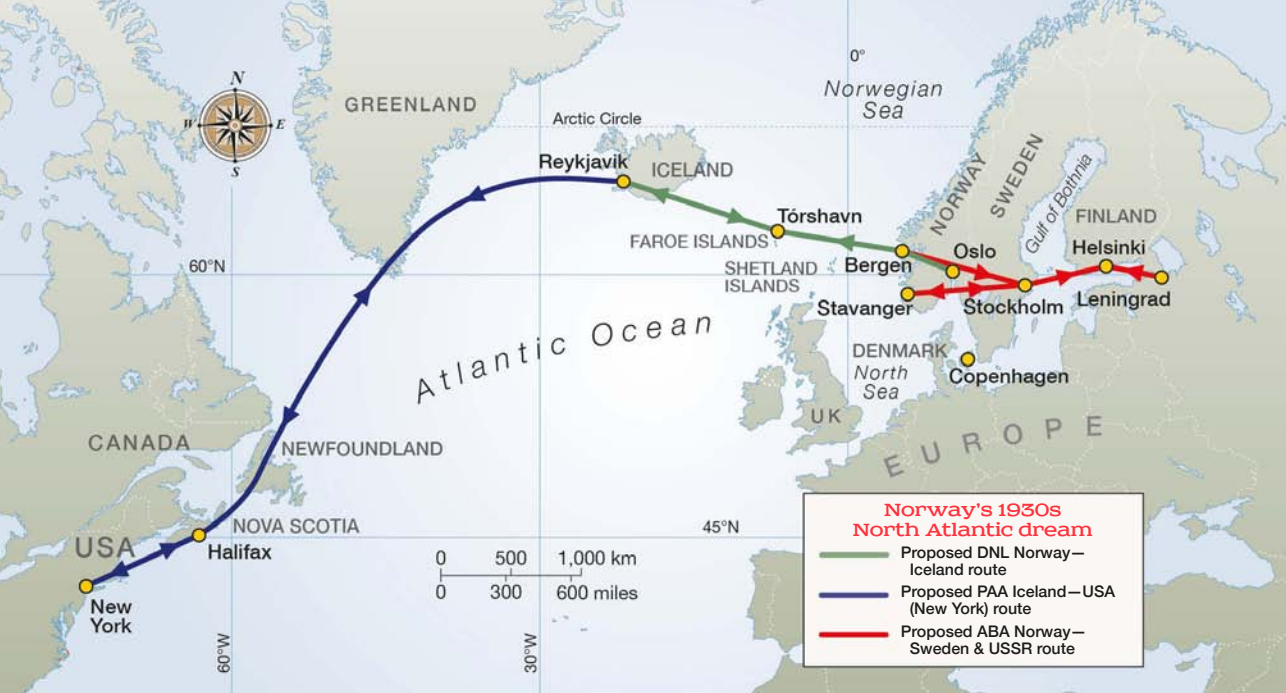 N
W
E
S
GREENLAND
Arctic Circle
0°
Norwegian
Sea
Reykjavik
ICELAND
Tórshavn
FAROE ISLANDS
SHETLAND
ISLANDS
NORWAY
SWEDEN
Gulf of Bothnia
FINLAND
Helsinki
Oslo
Bergen
Stavanger
Stockholm
Leningrad
60°N
Atlantic Ocean
DENMARK
North
Sea
Copenhagen
UK
EUROPE
CANADA
NEWFOUNDLAND
NOVA SCOTIA
USA
Halifax
New
York
45°N
0 500 1,000 km
0 300 600 miles
60°W
30°W
Norway's 1930s
North Atlantic dream
Proposed DNL Norway—
Iceland route
Proposed PAA Iceland—USA
(New York) route
Proposed ABA Norway—
Sweden & USSR route